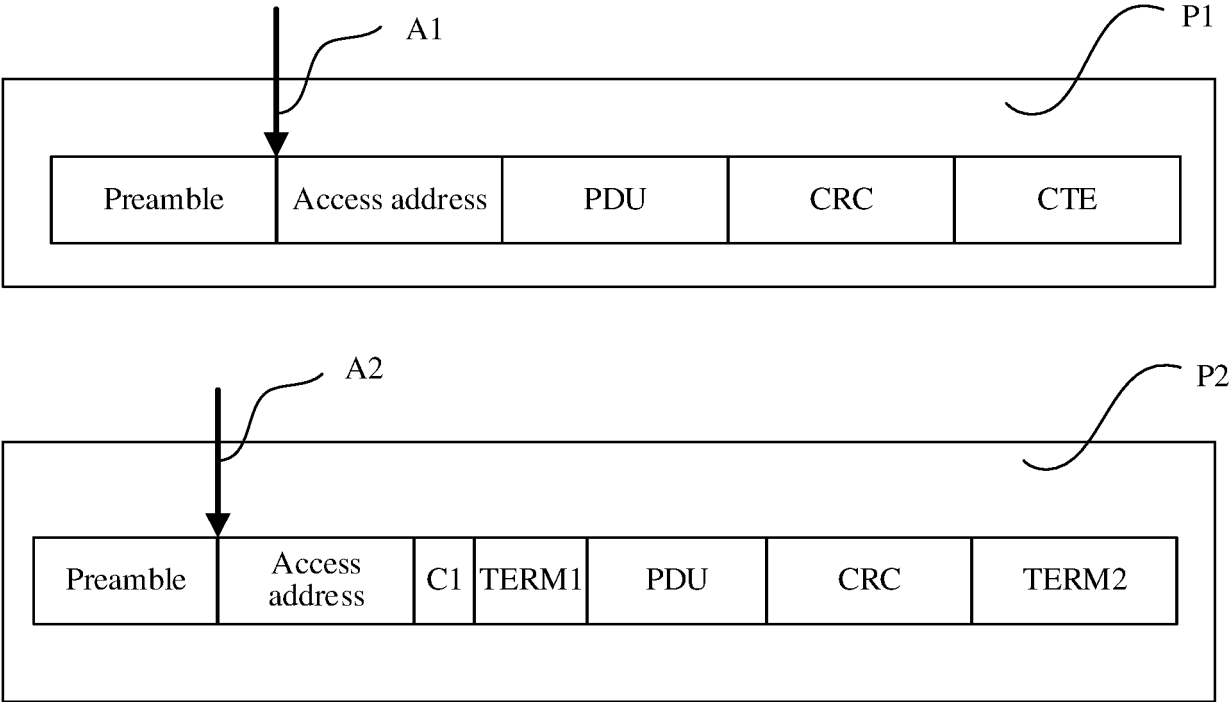 A1
P1
Preamble
Access address
PDU
CRC
CTE
A2
P2
Preamble
Access
address
C1
TERM1
PDU
CRC
TERM2